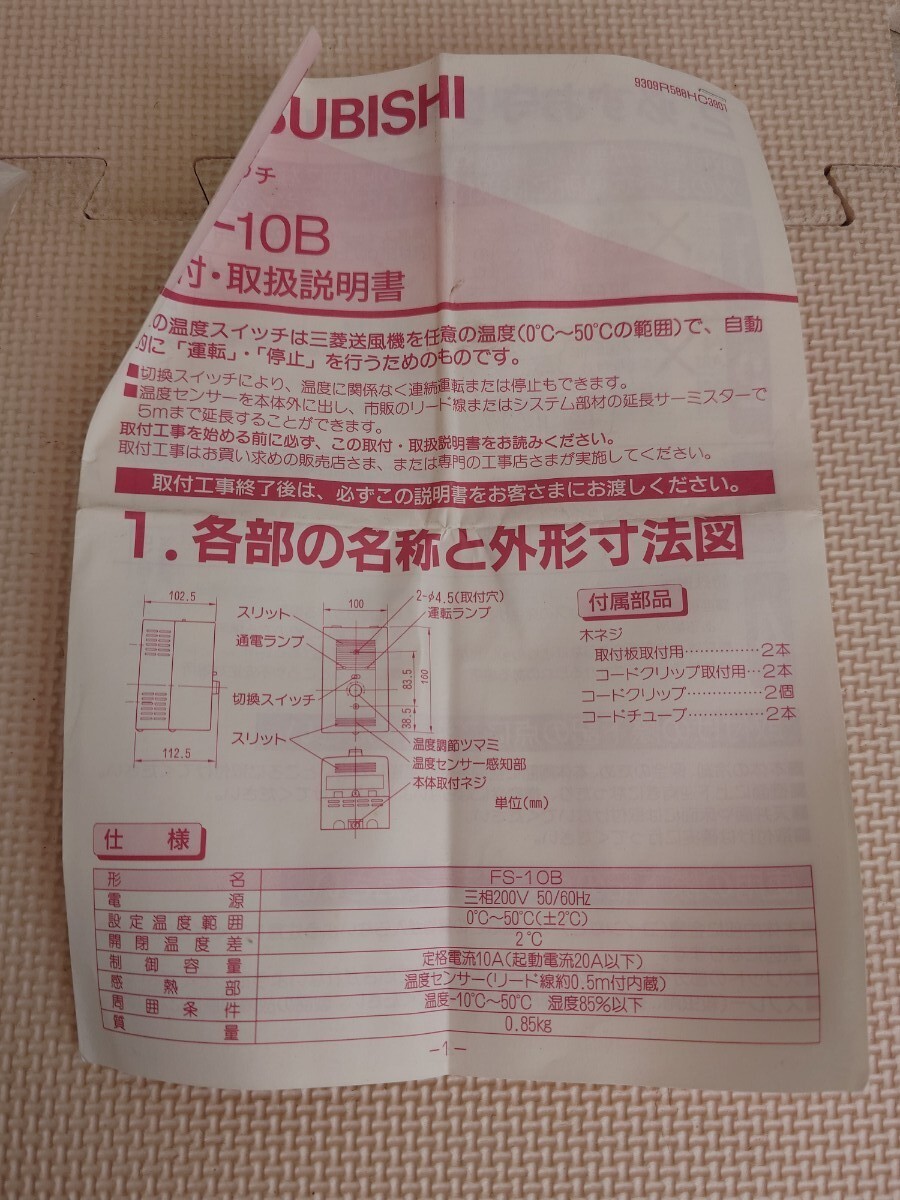 UBISHI
9309R588HC3901
チ
-10B
付・取扱説明書
の温度スイッチは三菱送風機を任意の温度(0℃〜50℃の範囲)で、自動
に「運転」・「停止」を行うためのものです。
■切換スイッチにより、温度に関係なく連続運転または停止もできます。
■温度センサーを本体外に出し、市販のリード線またはシステム部材の延長サーミスターで
5mまで延長することができます。
取付工事を始める前に必ず、この取付・取扱説明書をお読みください。
取付工事はお買い求めの販売店さま、または専門の工事店さまが実施してください。
取付工事終了後は、必ずこの説明書をお客さまにお渡しください。
1.各部の名称と外形寸法図
102.5
112.5
スリット
通電ランプ
切換スイッチ
スリット
100
83.5
160
38.5
2-φ4.5(取付穴)
運転ランプ
温度調節ツマミ
温度センサー感知部
本体取付ネジ
単位(mm)
付属部品
木ネジ
取付板取付用……………2本
コードクリップ取付用…2本
コードクリップ……………2個
コードチューブ……………2本
仕様
形名 FS-10B
電源 三相200V 50/60Hz
設定温度範囲 0℃〜50℃(±2℃)
開閉温度差 2℃
制御容量 定格電流10A(起動電流20A以下)
感熱部 温度センサー(リード線約0.5m付内蔵)
周囲条件 温度-10℃〜50℃ 湿度85%以下
質量 0.85kg
−1−